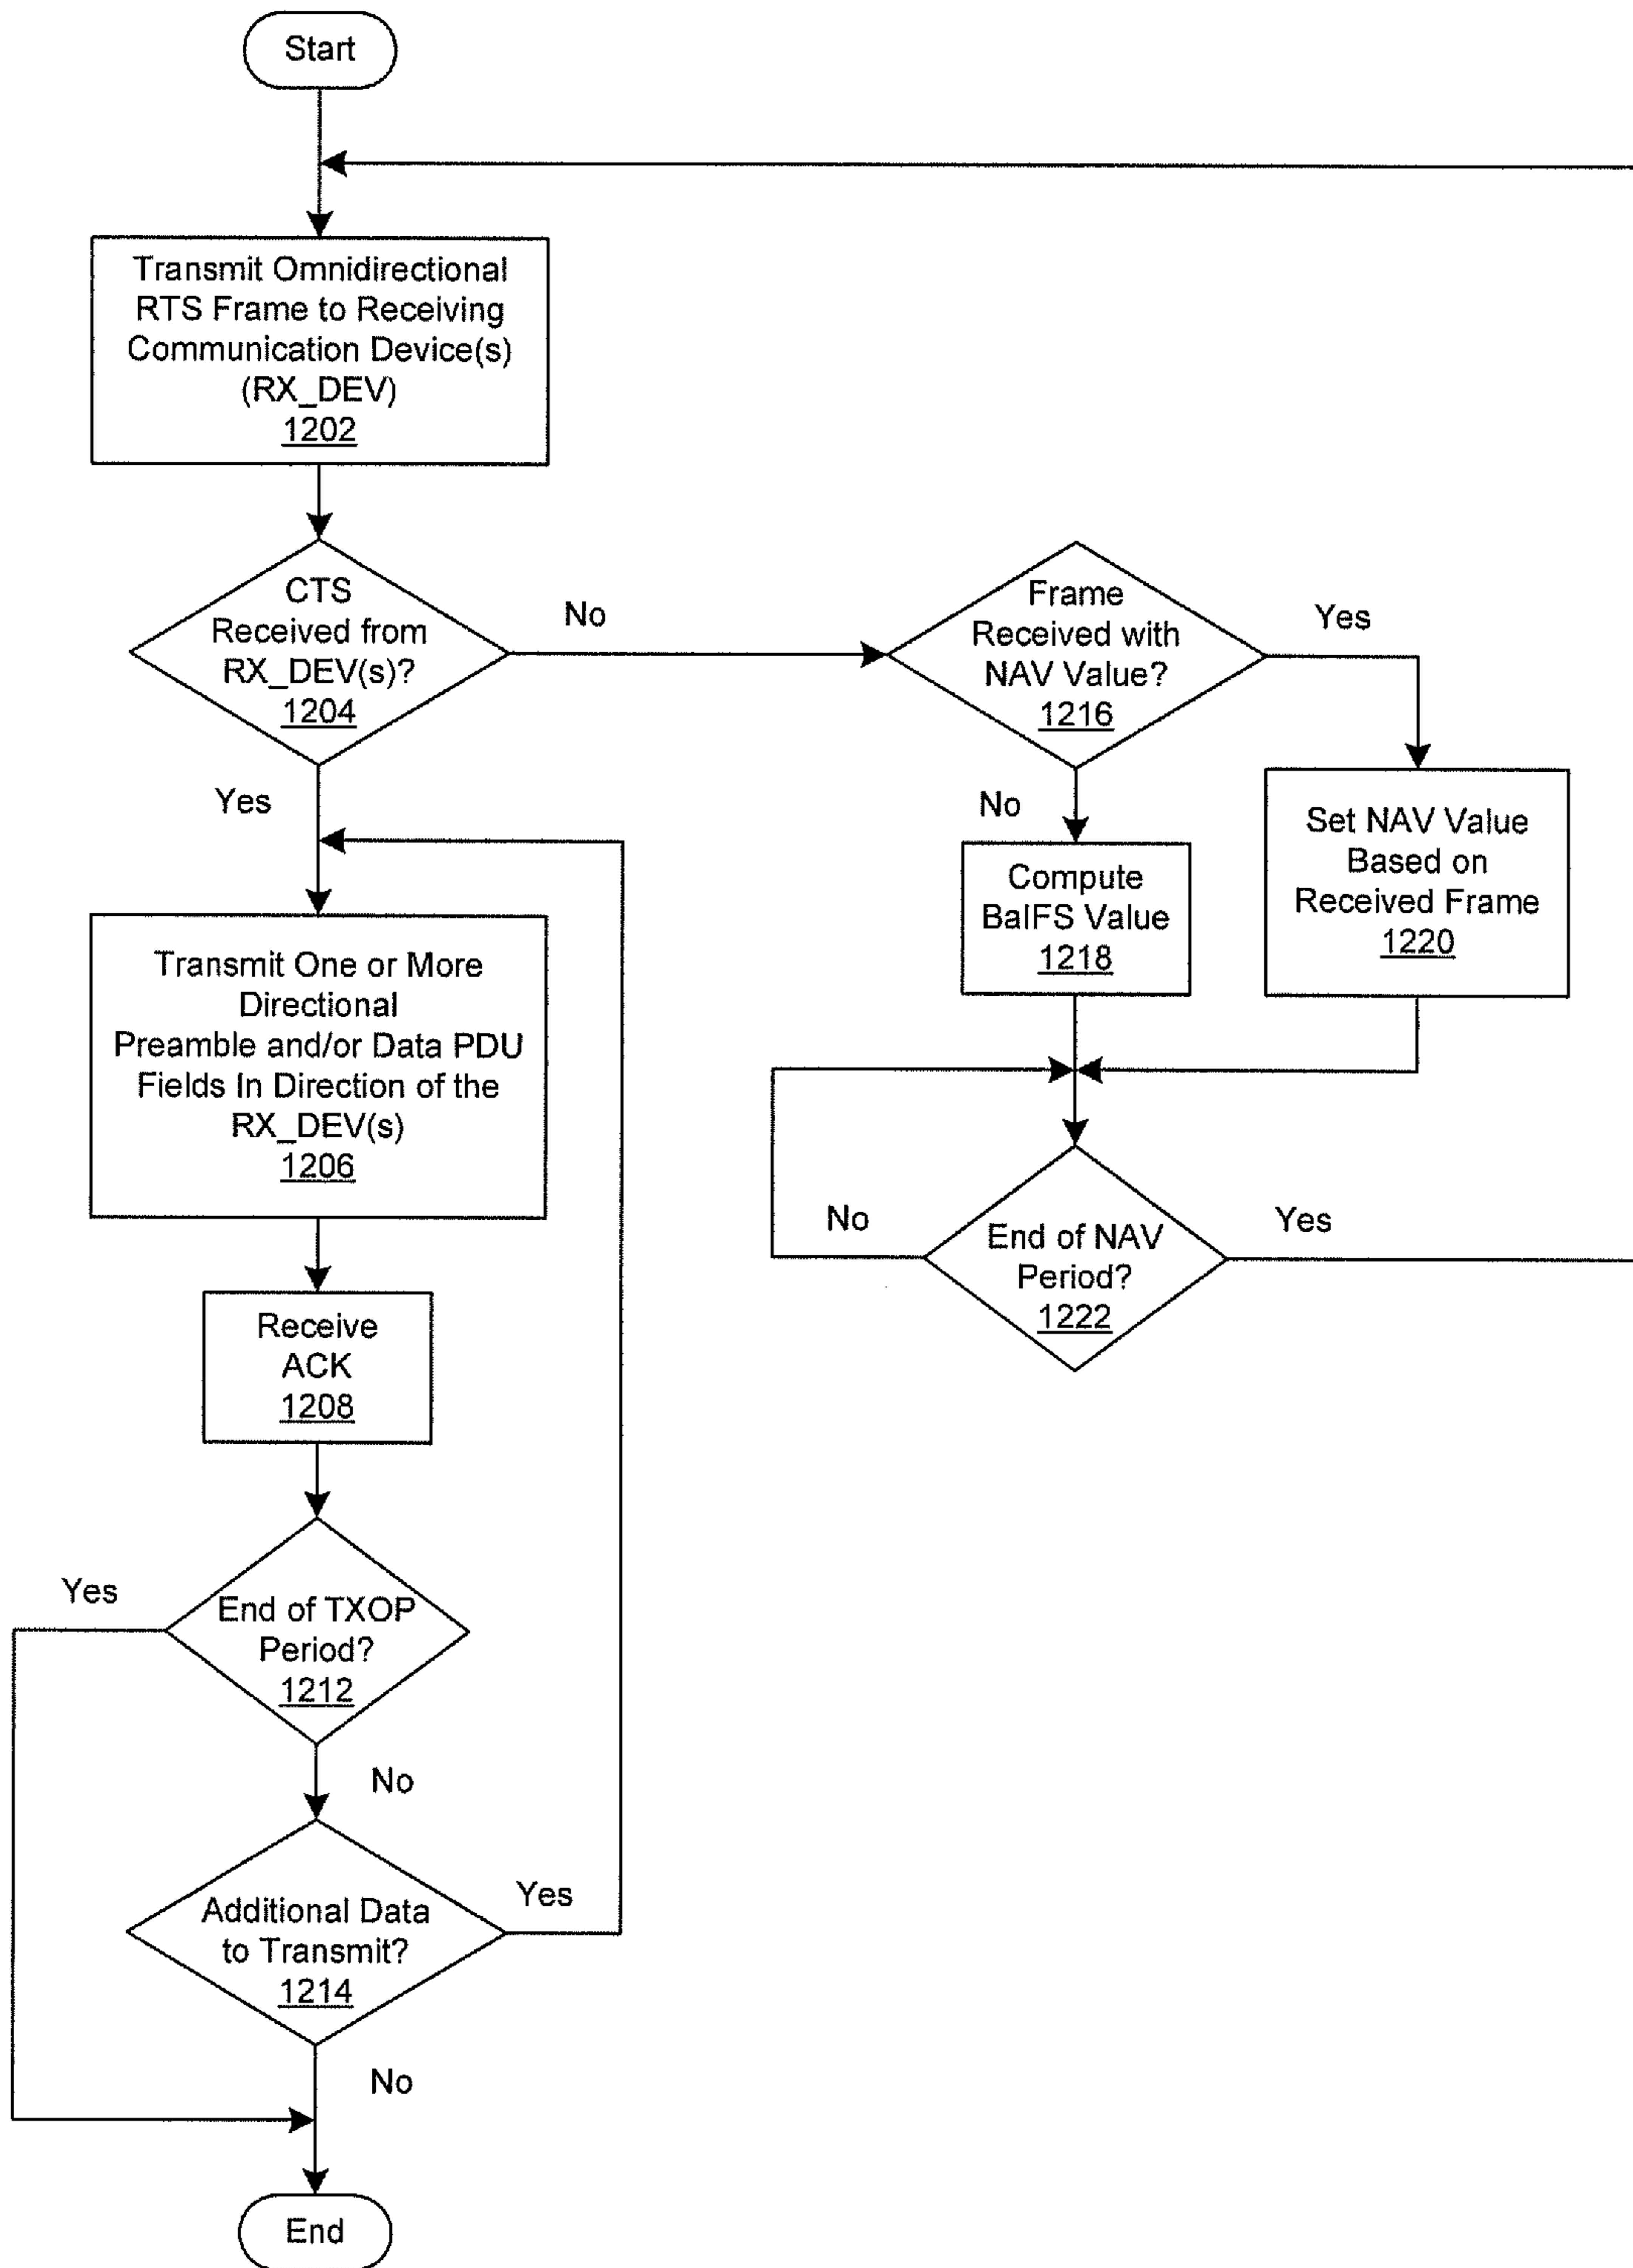 Start
Transmit Omnidirectional
RTS Frame to Receiving
Communication Device(s)
(RX_DEV)
1202
CTS
Received from
RX_DEV(s)?
1204
No
Frame
Received with
NAV Value?
1216
Yes
Yes
No
Compute
BaIFS Value
1218
Set NAV Value
Based on
Received Frame
1220
Transmit One or More
Directional
Preamble and/or Data PDU
Fields In Direction of the
RX_DEV(s)
1206
No
End of NAV
Period?
1222
Yes
Receive
ACK
1208
Yes
End of TXOP
Period?
1212
No
Additional Data
to Transmit?
1214
Yes
No
End